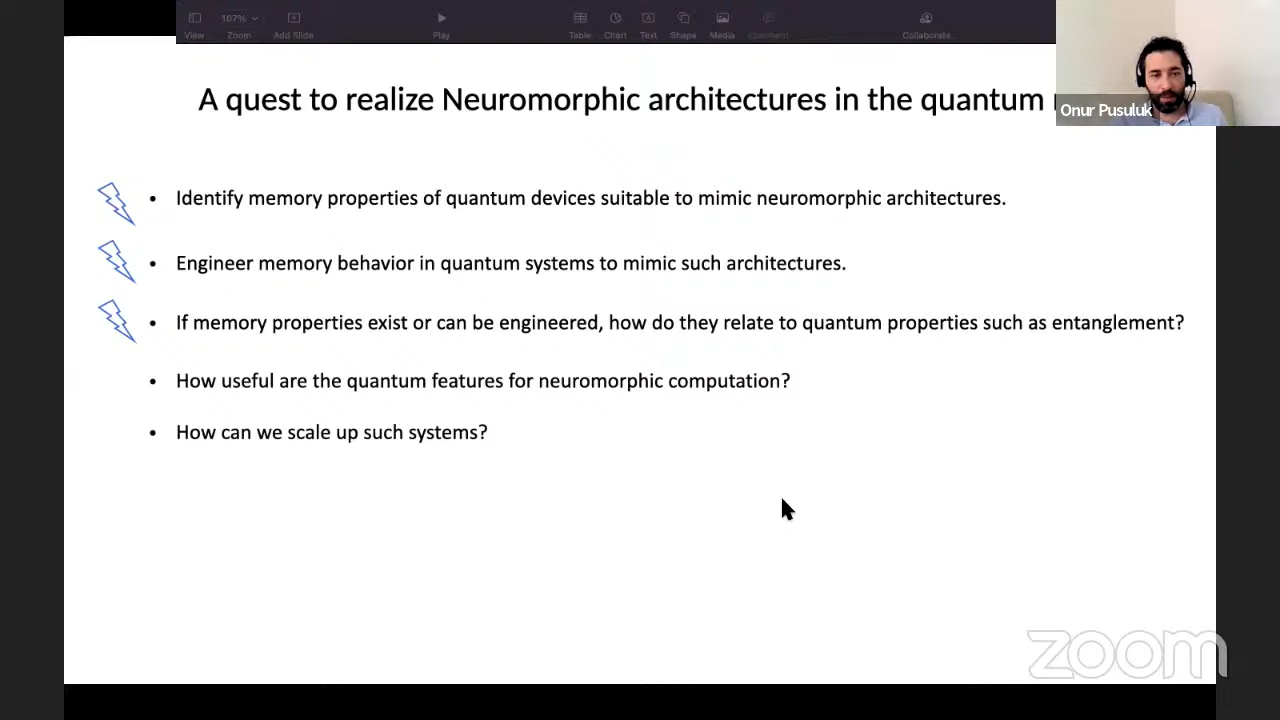 107%
View
Zoom
Add Slide
Play
Table
Chart
Text
Shape
Media
Comment
Collaborate
A quest to realize Neuromorphic architectures in the quantum
Onur Pusuluk
• Identify memory properties of quantum devices suitable to mimic neuromorphic architectures.
• Engineer memory behavior in quantum systems to mimic such architectures.
• If memory properties exist or can be engineered, how do they relate to quantum properties such as entanglement?
• How useful are the quantum features for neuromorphic computation?
• How can we scale up such systems?
zoom